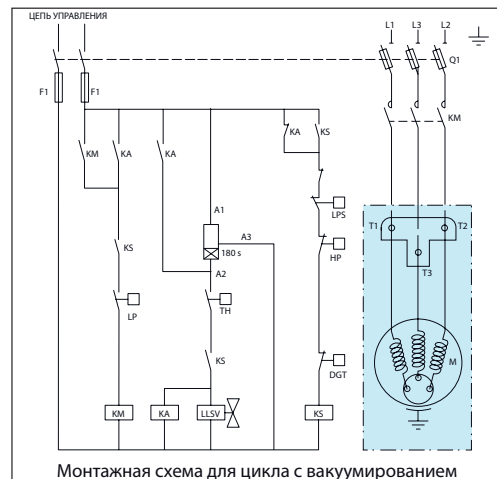 ЦЕПЬ УПРАВЛЕНИЯ
L1 L3 L2
Q1
F1 F1
KM
KA KS
KM KA KA
LPS
A1
T1 T2
A3
180 s
KS
HP
T3
A2
LP
TH
KS
M
DGT
KM KA LLSV KS
Монтажная схема для цикла с вакуумированием